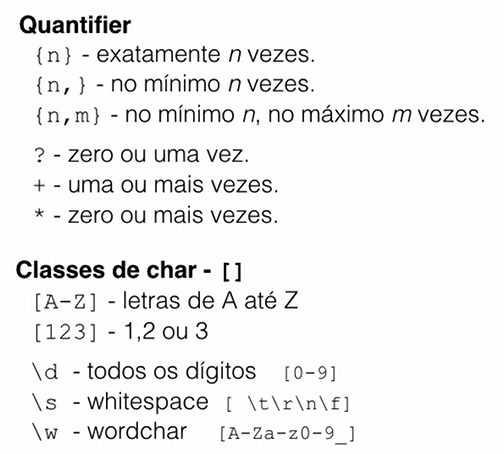 Quantifier
{n} - exatamente n vezes.
{n,} - no mínimo n vezes.
{n,m} - no mínimo n, no máximo m vezes.
? - zero ou uma vez.
+ - uma ou mais vezes.
* - zero ou mais vezes.
Classes de char - []
[A-Z] - letras de A até Z
[123] - 1,2 ou 3
\d - todos os dígitos [0-9]
\s - whitespace [ \t\r\n\f]
\w - wordchar [A-Za-z0-9_]